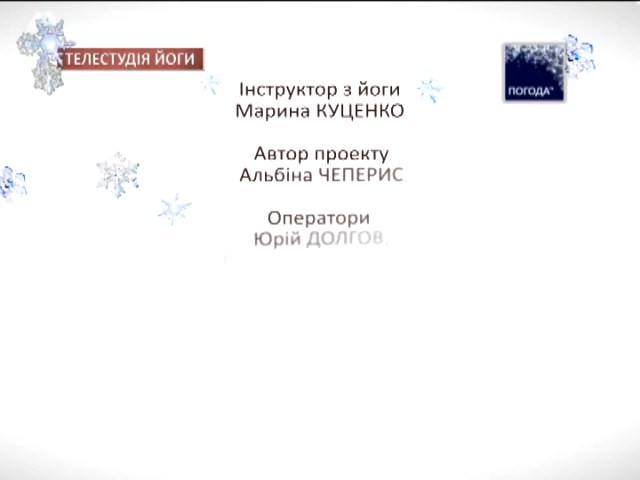 ТЕЛЕСТУДІЯ ЙОГИ
ПОГОДА
Інструктор з йоги
Марина КУЦЕНКО
Автор проекту
Альбіна ЧЕПЕРИС
Оператори
Юрій ДОЛГОВ,